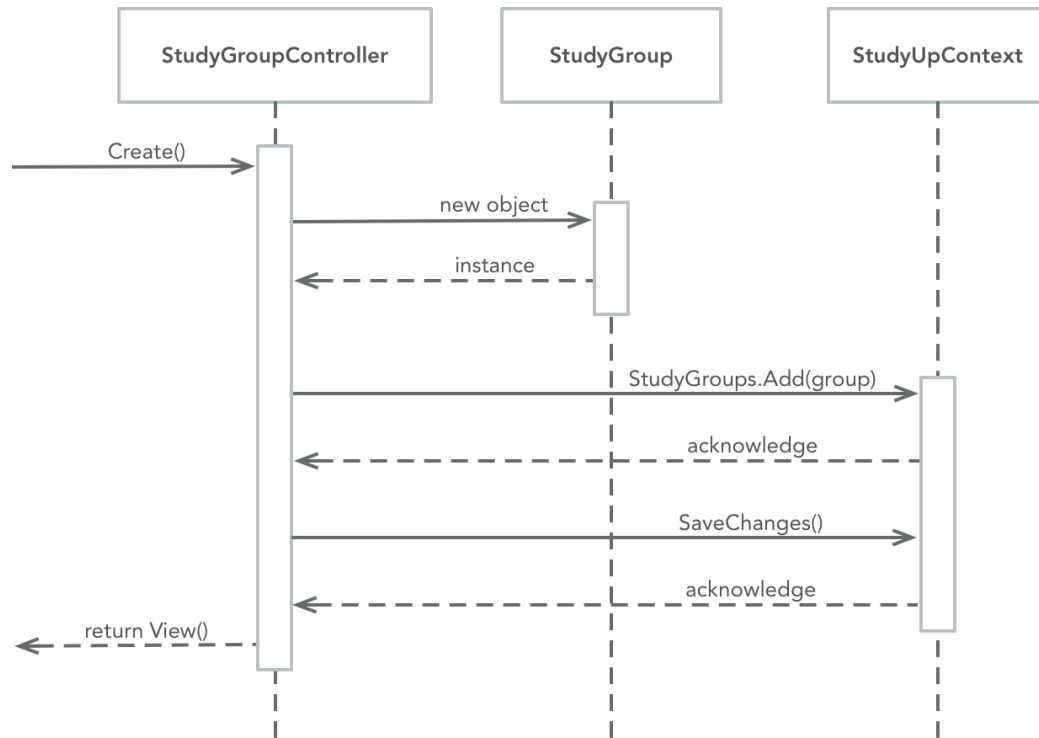 StudyGroupController
StudyGroup
StudyUpContext
Create()
new object
instance
StudyGroups.Add(group)
acknowledge
SaveChanges()
acknowledge
return View()